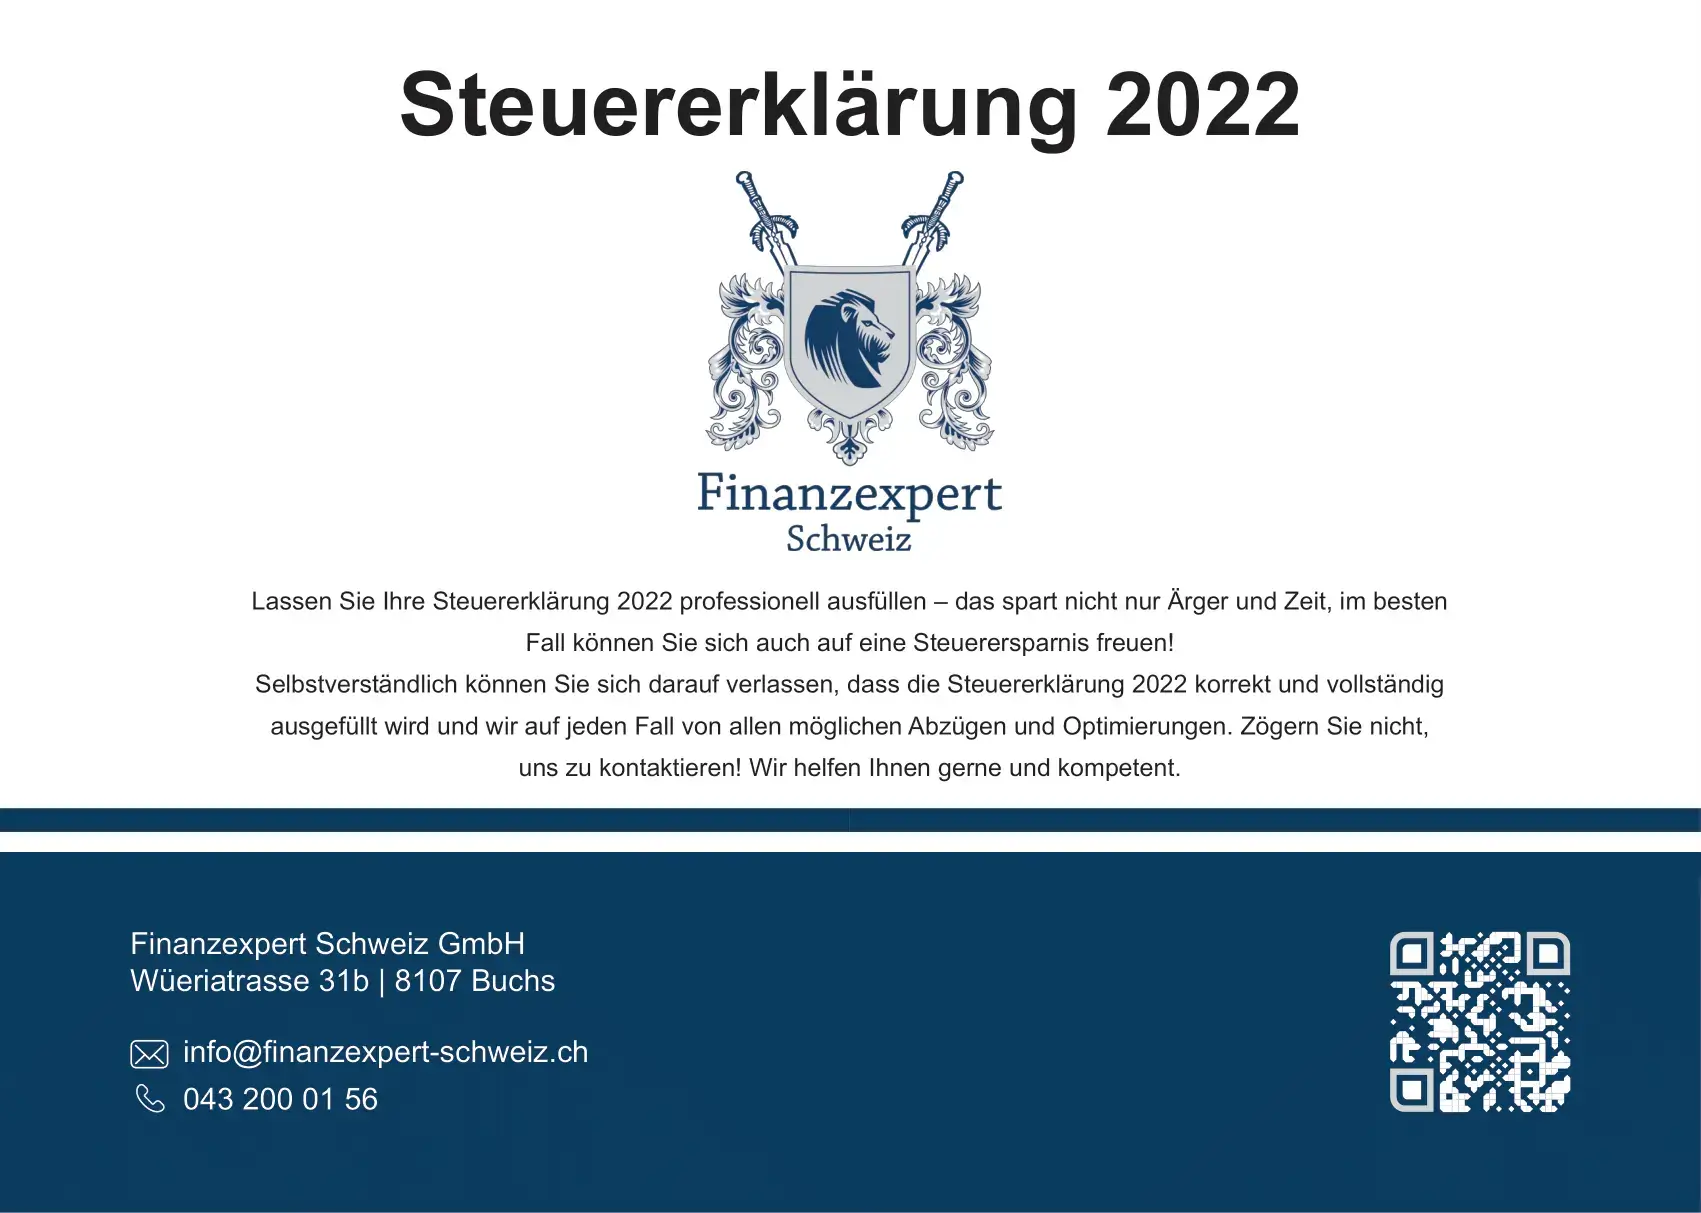 Steuererklärung 2022
Finanzexpert
Schweiz
Lassen Sie Ihre Steuererklärung 2022 professionell ausfüllen – das spart nicht nur Ärger und Zeit, im besten
Fall können Sie sich auch auf eine Steuerersparnis freuen!
Selbstverständlich können Sie sich darauf verlassen, dass die Steuererklärung 2022 korrekt und vollständig
ausgefüllt wird und wir auf jeden Fall von allen möglichen Abzügen und Optimierungen. Zögern Sie nicht,
uns zu kontaktieren! Wir helfen Ihnen gerne und kompetent.
Finanzexpert Schweiz GmbH
Wüeriatrasse 31b | 8107 Buchs
info@finanzexpert-schweiz.ch
043 200 01 56